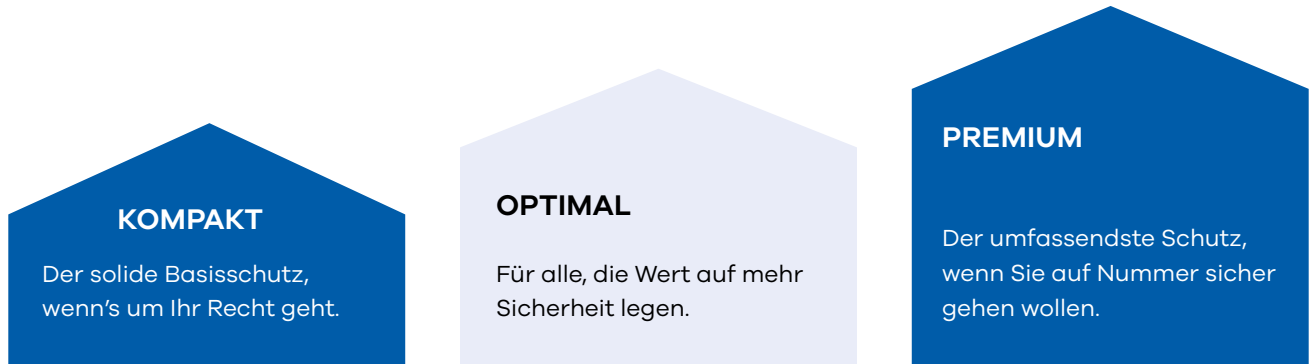 KOMPAKT
Der solide Basisschutz,
wenn's um Ihr Recht geht.
OPTIMAL
Für alle, die Wert auf mehr
Sicherheit legen.
PREMIUM
Der umfassendste Schutz,
wenn Sie auf Nummer sicher
gehen wollen.